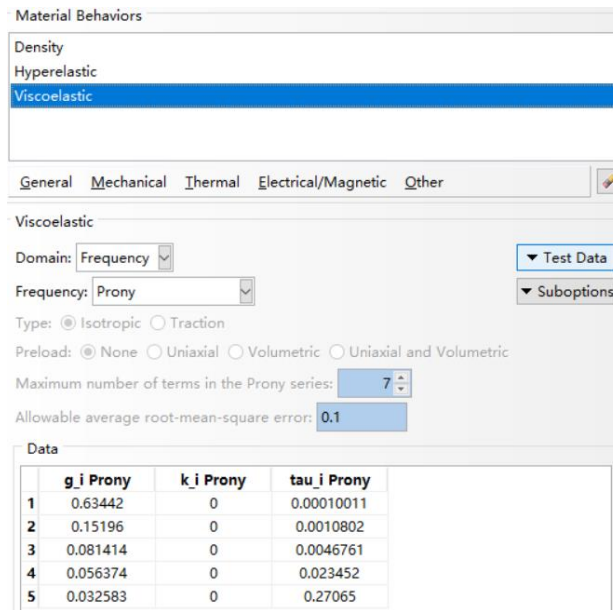 Material Behaviors
Density
Hyperelastic
Viscoelastic
General Mechanical Thermal Electrical/Magnetic Other
Viscoelastic
Domain: Frequency
▼ Test Data
Frequency: Prony
▼ Suboptions
Type: Isotropic Traction
Preload: None Uniaxial Volumetric Uniaxial and Volumetric
Maximum number of terms in the Prony series: 7
Allowable average root-mean-square error: 0.1
Data
g_i Prony k_i Prony tau_i Prony
1 0.63442 0 0.00010011
2 0.15196 0 0.0010802
3 0.081414 0 0.0046761
4 0.056374 0 0.023452
5 0.032583 0 0.27065